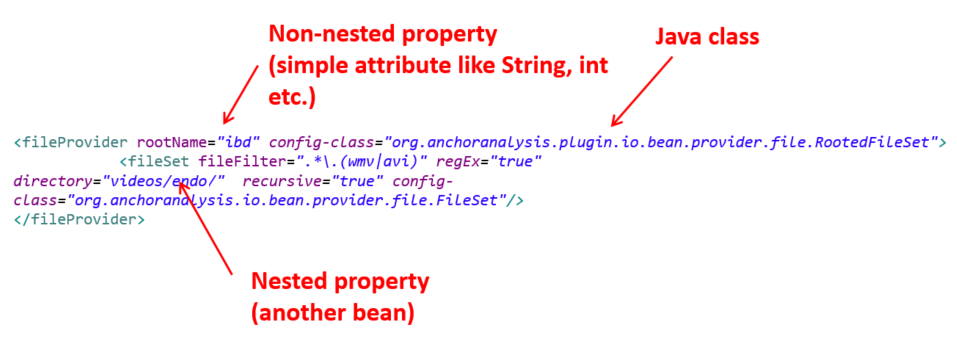 Non-nested property
(simple attribute like String, int
etc.)
Java class
<fileProvider rootName="ibd" config-class="org.anchoranalysis.plugin.io.bean.provider.file.RootedFileSet">
<fileSet fileFilter=".*\.(wmv|avi)" regEx="true"
directory="videos/endo/" recursive="true" config-
class="org.anchoranalysis.io.bean.provider.file.FileSet"/>
</fileProvider>
Nested property
(another bean)